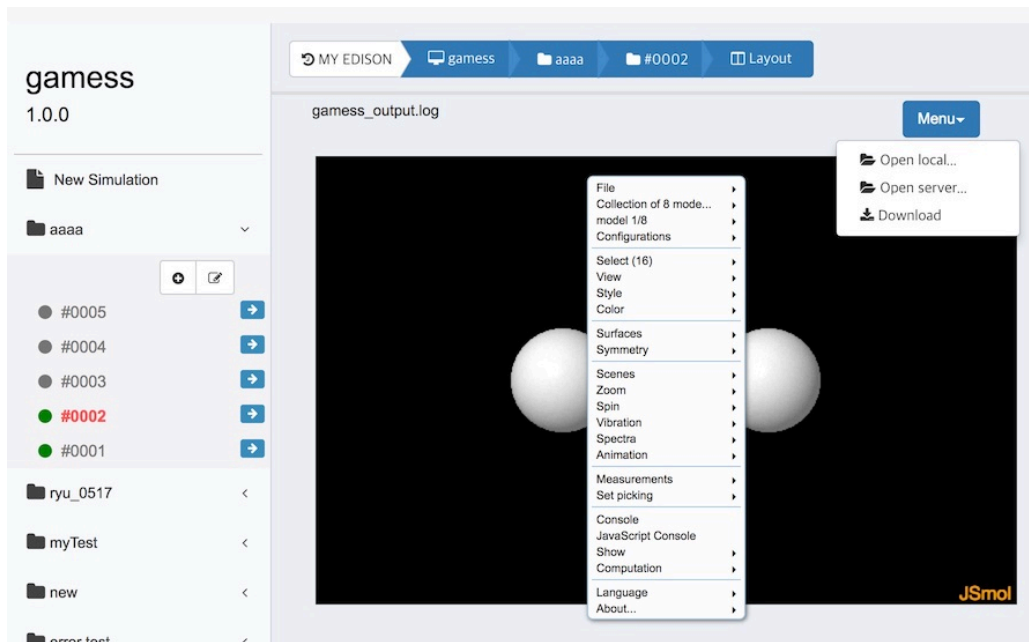 gamess
1.0.0
New Simulation
aaaa
#0005
#0004
#0003
#0002
#0001
ryu_0517
myTest
new
error test
MY EDISON
gamess
aaaa
#0002
Layout
gamess_output.log
Menu
Open local...
Open server...
Download
File
Collection of 8 mode...
model 1/8
Configurations
Select (16)
View
Style
Color
Surfaces
Symmetry
Scenes
Zoom
Spin
Vibration
Spectra
Animation
Measurements
Set picking
Console
JavaScript Console
Show
Computation
Language
About...
JSmol